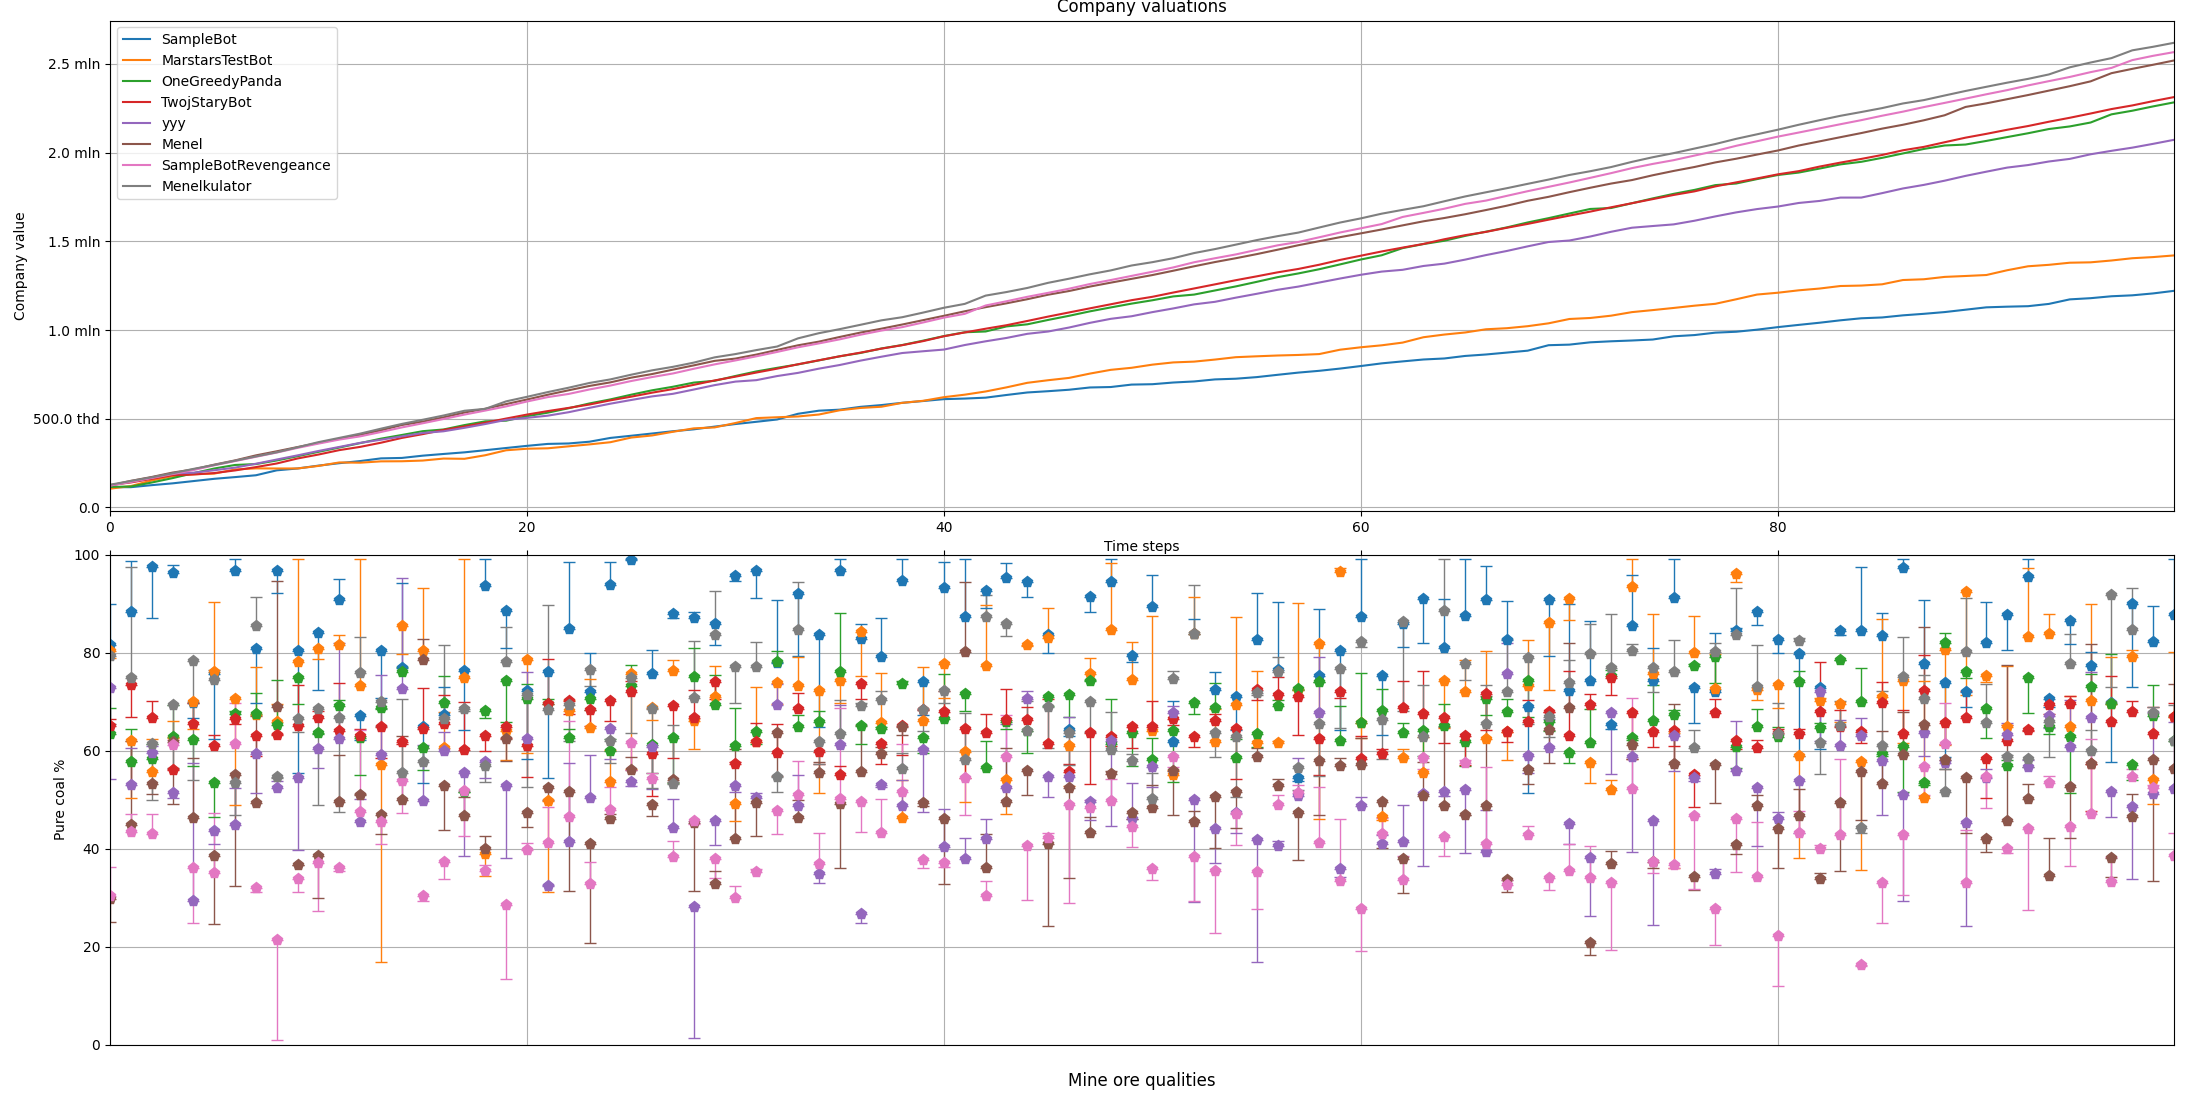 Company valuations
SampleBot
MarstarsTestBot
OneGreedyPanda
TwojStaryBot
yyy
Menel
SampleBotRevengeance
Menelkulator
Company value
2.5 mln
2.0 mln
1.5 mln
1.0 mln
500.0 thd
0.0
0 20 40 60 80
Time steps
Pure coal %
100
80
60
40
20
0
Mine ore qualities